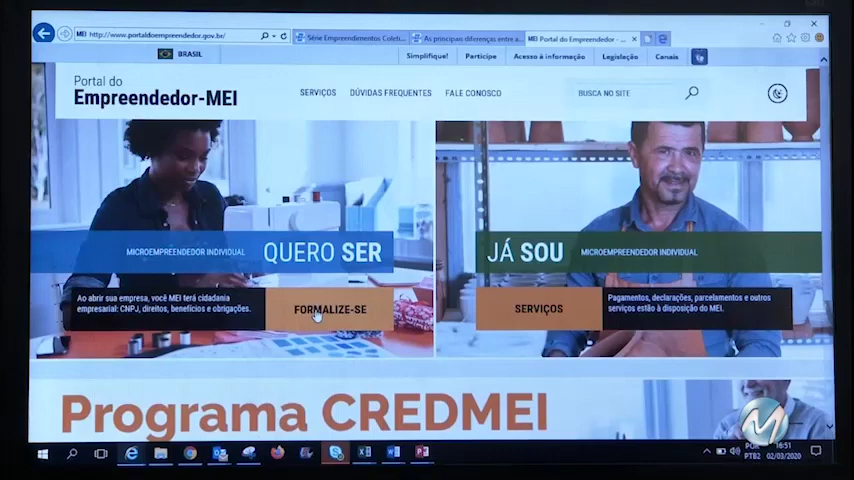 MEI http://www.portaldoempreendedor.gov.br/
Série Empreendimentos Coleti...
As principais diferenças entre a...
MEI Portal do Empreendedor - ...
BRASIL
Simplifique!
Participe
Acesso à informação
Legislação
Canais
Portal do
Empreendedor-MEI
SERVIÇOS
DÚVIDAS FREQUENTES
FALE CONOSCO
BUSCA NO SITE
MICROEMPREENDEDOR INDIVIDUAL
QUERO SER
JÁ SOU
MICROEMPREENDEDOR INDIVIDUAL
Ao abrir sua empresa, você MEI terá cidadania
empresarial: CNPJ, direitos, benefícios e obrigações.
FORMALIZE-SE
SERVIÇOS
Pagamentos, declarações, parcelamentos e outros
serviços estão à disposição do MEI.
Programa CREDMEI
M
POR
PTB2
16:51
02/03/2020